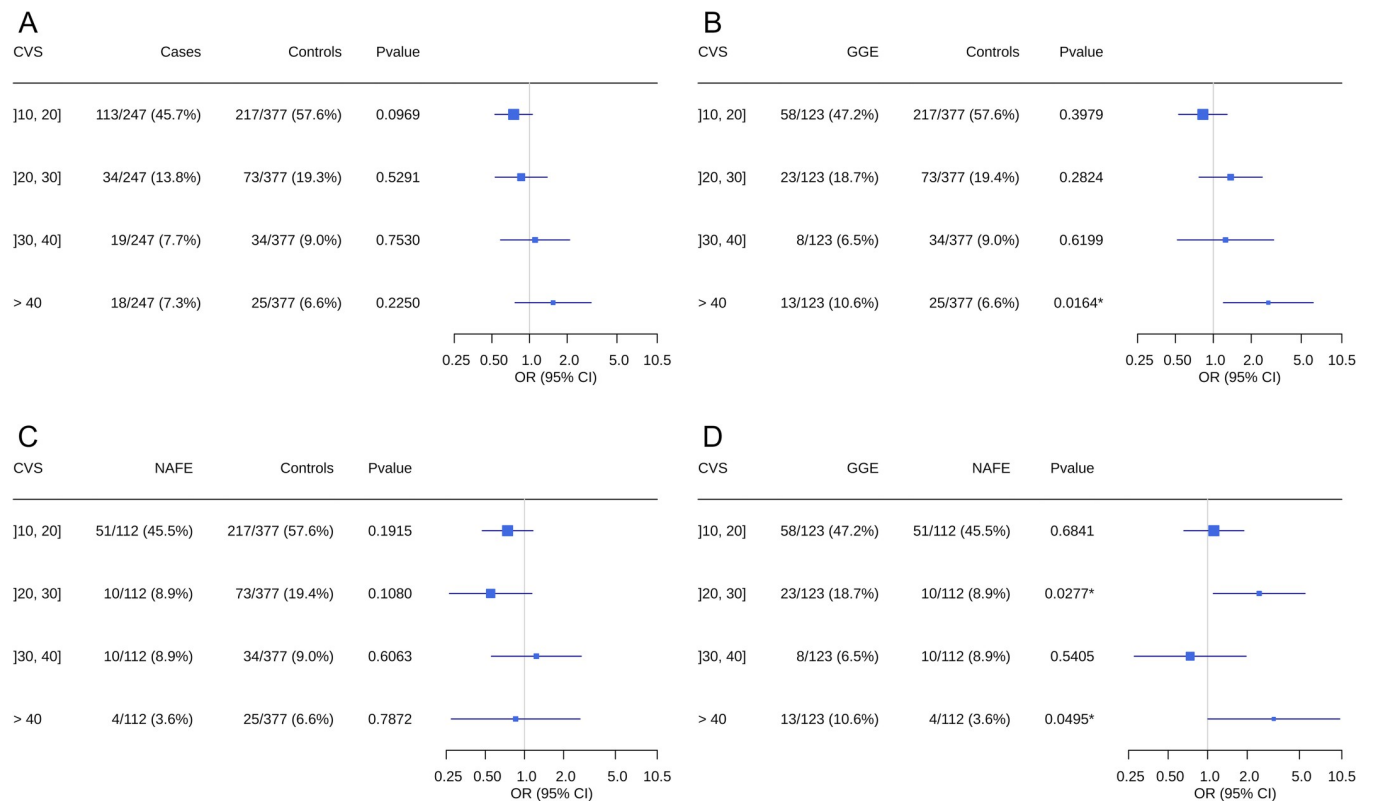 A
CVS Cases Controls Pvalue
]10, 20] 113/247 (45.7%) 217/377 (57.6%) 0.0969
]20, 30] 34/247 (13.8%) 73/377 (19.3%) 0.5291
]30, 40] 19/247 (7.7%) 34/377 (9.0%) 0.7530
> 40 18/247 (7.3%) 25/377 (6.6%) 0.2250
0.25 0.50 1.0 2.0 5.0 10.5
OR (95% CI)
B
CVS GGE Controls Pvalue
]10, 20] 58/123 (47.2%) 217/377 (57.6%) 0.3979
]20, 30] 23/123 (18.7%) 73/377 (19.4%) 0.2824
]30, 40] 8/123 (6.5%) 34/377 (9.0%) 0.6199
> 40 13/123 (10.6%) 25/377 (6.6%) 0.0164*
0.25 0.50 1.0 2.0 5.0 10.5
OR (95% CI)
C
CVS NAFE Controls Pvalue
]10, 20] 51/112 (45.5%) 217/377 (57.6%) 0.1915
]20, 30] 10/112 (8.9%) 73/377 (19.4%) 0.1080
]30, 40] 10/112 (8.9%) 34/377 (9.0%) 0.6063
> 40 4/112 (3.6%) 25/377 (6.6%) 0.7872
0.25 0.50 1.0 2.0 5.0 10.5
OR (95% CI)
D
CVS GGE NAFE Pvalue
]10, 20] 58/123 (47.2%) 51/112 (45.5%) 0.6841
]20, 30] 23/123 (18.7%) 10/112 (8.9%) 0.0277*
]30, 40] 8/123 (6.5%) 10/112 (8.9%) 0.5405
> 40 13/123 (10.6%) 4/112 (3.6%) 0.0495*
0.25 0.50 1.0 2.0 5.0 10.5
OR (95% CI)